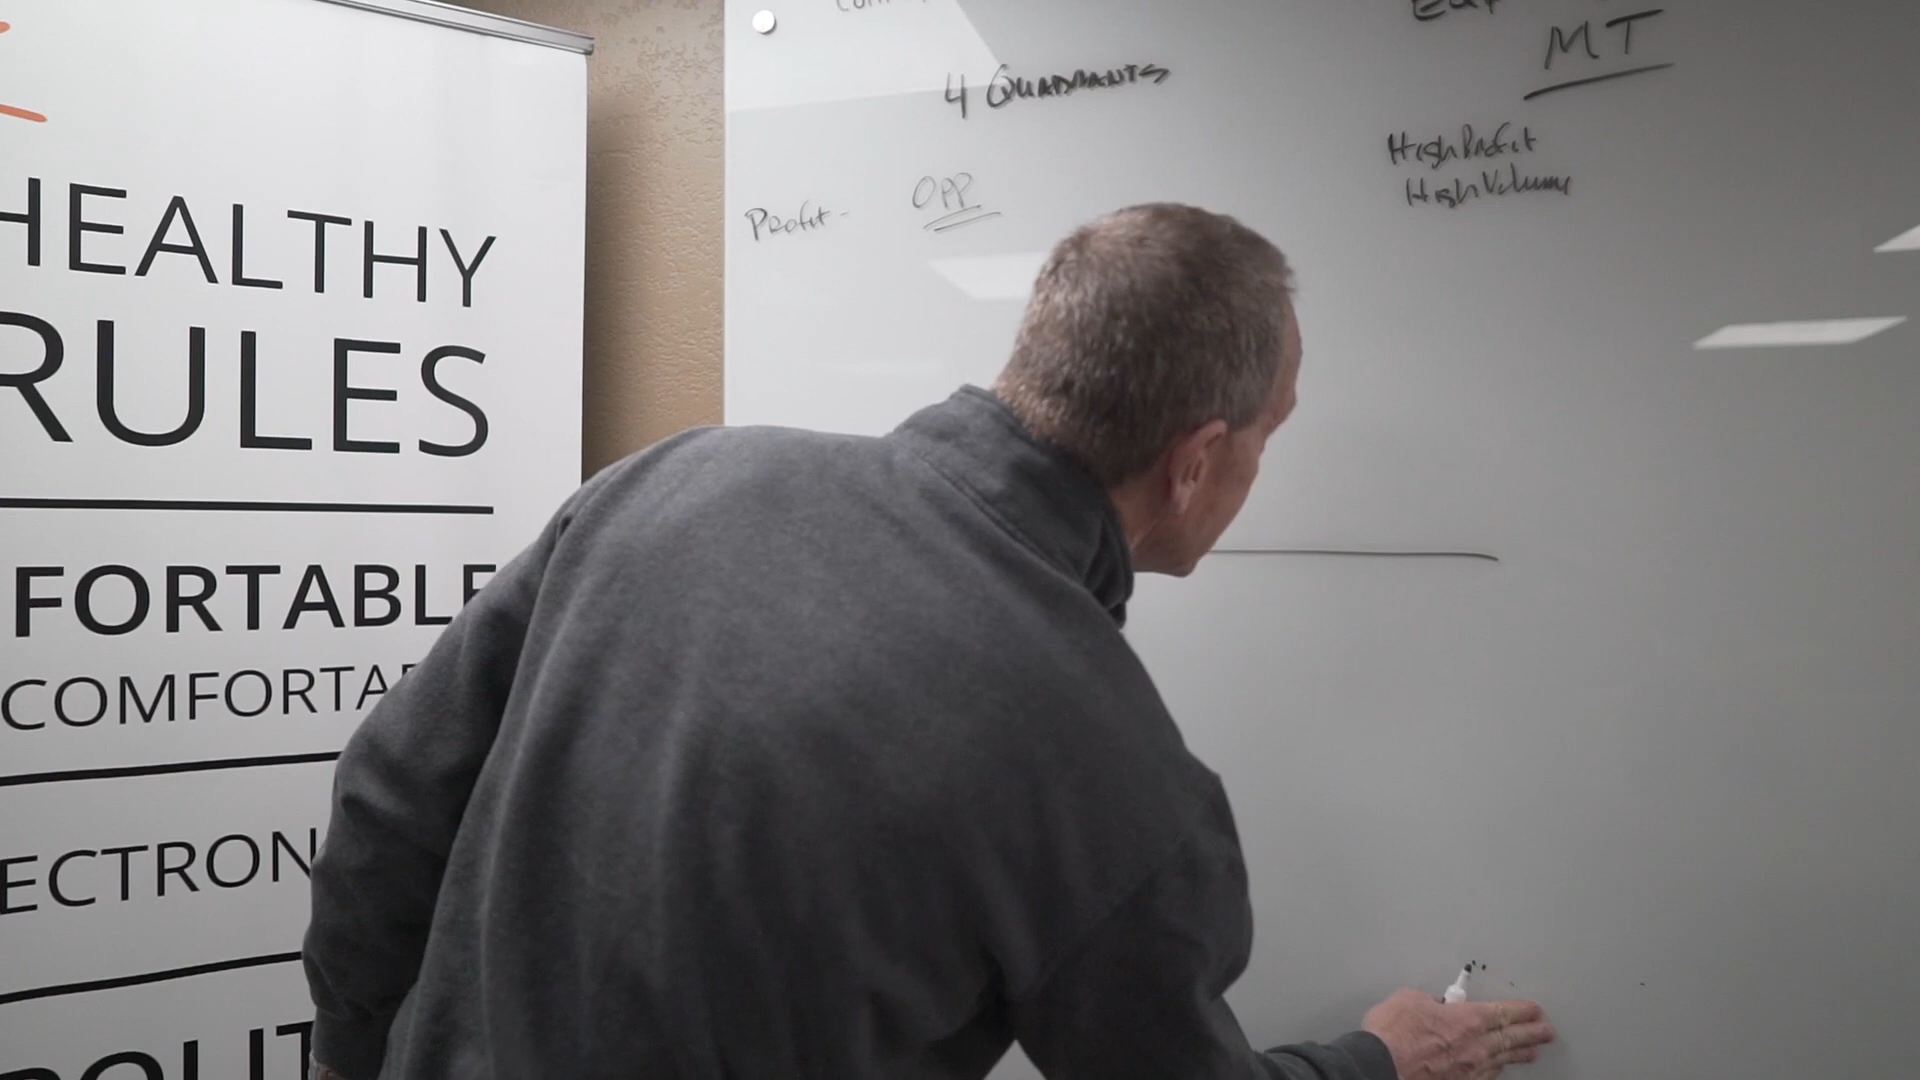 HEALTHY
RULES
FORTABLE
COMFORTA
ECTRON
4 QUADRANTS
Profit -
OPP
MT
High Profit
High Volume